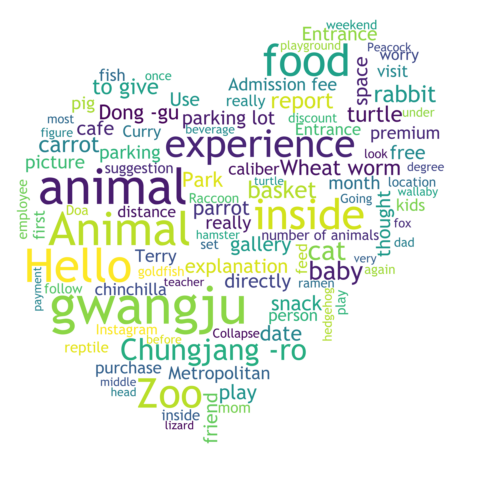 weekend
Entrance
playground
Peacock
food
worry
fish
once
space
visit
to give
Admission fee
rabbit
pig
Use
really
report
most
Dong -gu
parking lot
discount
under
turtle
cafe
Curry
beverage
Entrance
premium
figure
carrot
experience
look
degree
parking
free
suggestion
caliber
Wheat worm
picture
animal
Park
basket
month
location
Raccoon
turtle
wallaby
employee
first
Doa
distance
parrot
inside
Going
kids
thought
hamster
number of animals
fox
Animal
really
set
gallery
cat
very
dad
Terry
feed
Hello
goldfish
explanation
baby
again
teacher
chinchilla
directly
ramen
payment
follow
gwangju
snack
play
hedgehog
Instagram
person
before
Collapse
date
reptile
Chungjang -ro
purchase
Metropolitan
middle
Zoo
play
head
friend
mom
inside
lizard